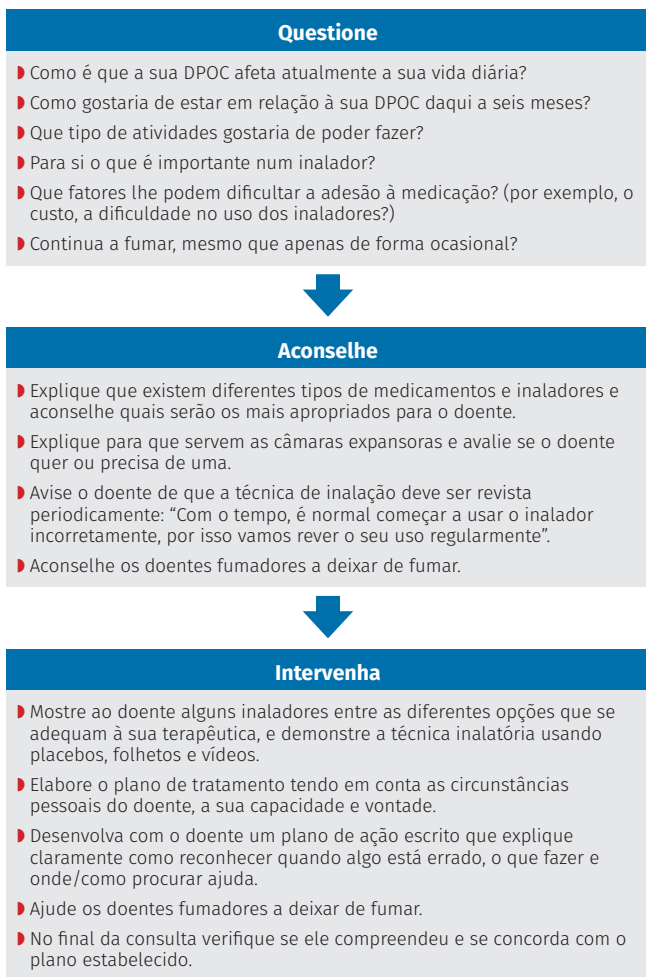 Questione
Como é que a sua DPOC afeta atualmente a sua vida diária?
Como gostaria de estar em relação à sua DPOC daqui a seis meses?
Que tipo de atividades gostaria de poder fazer?
Para si o que é importante num inalador?
Que fatores lhe podem dificultar a adesão à medicação? (por exemplo, o
custo, a dificuldade no uso dos inaladores?)
Continua a fumar, mesmo que apenas de forma ocasional?
Aconselhe
Explique que existem diferentes tipos de medicamentos e inaladores e
aconselhe quais serão os mais apropriados para o doente.
Explique para que servem as câmaras expansoras e avalie se o doente
quer ou precisa de uma.
Avise o doente de que a técnica de inalação deve ser revista
periodicamente: “Com o tempo, é normal começar a usar o inalador
incorretamente, por isso vamos rever o seu uso regularmente”.
Aconselhe os doentes fumadores a deixar de fumar.
Intervenha
Mostre ao doente alguns inaladores entre as diferentes opções que se
adequam à sua terapêutica, e demonstre a técnica inalatória usando
placebos, folhetos e vídeos.
Elabore o plano de tratamento tendo em conta as circunstâncias
pessoais do doente, a sua capacidade e vontade.
Desenvolva com o doente um plano de ação escrito que explique
claramente como reconhecer quando algo está errado, o que fazer e
onde/como procurar ajuda.
Ajude os doentes fumadores a deixar de fumar.
No final da consulta verifique se ele compreendeu e se concorda com o
plano estabelecido.